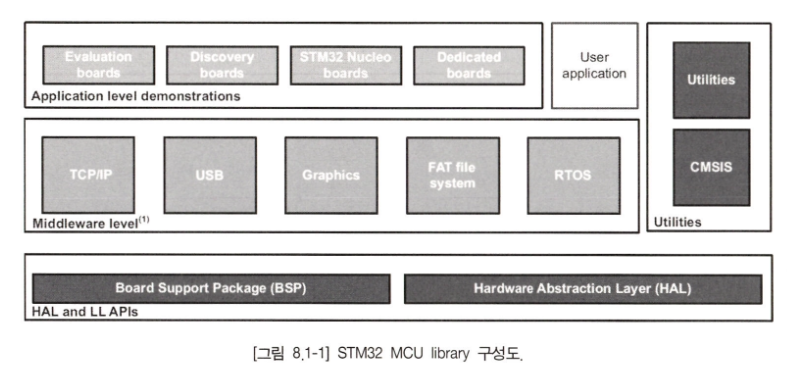 Evaluation
boards
Discovery
boards
STM32 Nucleo
boards
Dedicated
boards
Application level demonstrations
User
application
TCP/IP
USB
Graphics
FAT file
system
RTOS
Middleware level(1)
Utilities
CMSIS
Utilities
Board Support Package (BSP)
Hardware Abstraction Layer (HAL)
HAL and LL APIs
[그림 8.1-1] STM32 MCU library 구성도.